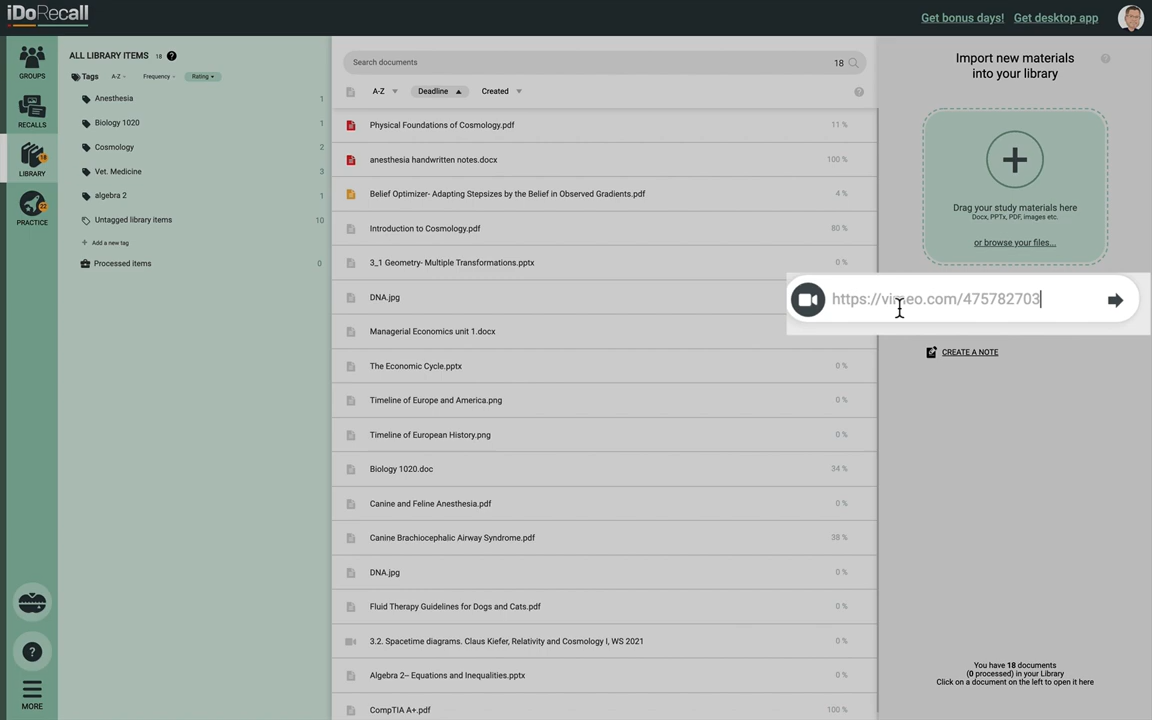 iDoRecall
Get bonus days! Get desktop app
GROUPS
RECALLS
18
LIBRARY
22
PRACTICE
?
MORE
ALL LIBRARY ITEMS 18 ?
Tags A-Z Frequency Rating
Anesthesia 1
Biology 1020 1
Cosmology 2
Vet. Medicine 3
algebra 2 1
Untagged library items 10
+ Add a new tag
Processed items 0
Search documents 18
A-Z Deadline Created ?
Physical Foundations of Cosmology.pdf 11 %
anesthesia handwritten notes.docx 100 %
Belief Optimizer- Adapting Stepsizes by the Belief in Observed Gradients.pdf 4 %
Introduction to Cosmology.pdf 80 %
3_1 Geometry- Multiple Transformations.pptx 0 %
DNA.jpg
Managerial Economics unit 1.docx
The Economic Cycle.pptx 0 %
Timeline of Europe and America.png 0 %
Timeline of European History.png 0 %
Biology 1020.doc 34 %
Canine and Feline Anesthesia.pdf 0 %
Canine Brachiocephalic Airway Syndrome.pdf 38 %
DNA.jpg 0 %
Fluid Therapy Guidelines for Dogs and Cats.pdf 0 %
3.2. Spacetime diagrams. Claus Kiefer, Relativity and Cosmology I, WS 2021 0 %
Algebra 2– Equations and Inequalities.pptx 0 %
CompTIA A+.pdf 100 %
Import new materials
into your library
?
Drag your study materials here
Docx, PPTx, PDF, images etc.
or browse your files...
https://vimeo.com/475782703
CREATE A NOTE
You have 18 documents
(0 processed) in your Library
Click on a document on the left to open it here